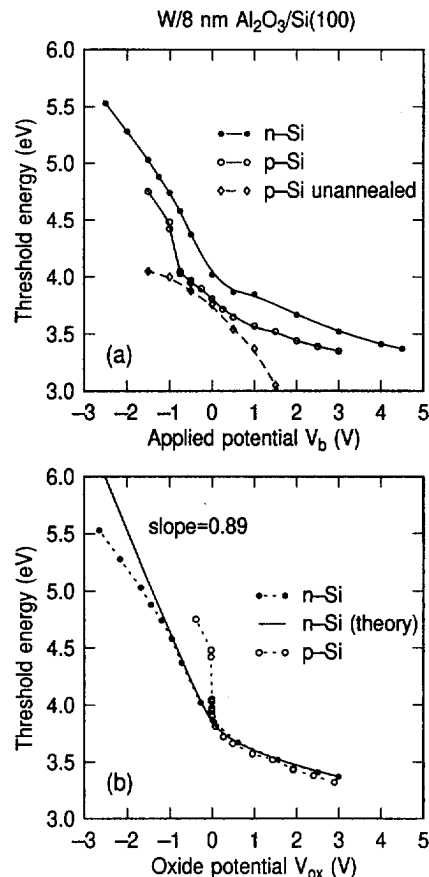 W/8 nm Al₂O₃/Si(100)
6.0
5.5
5.0
4.5
4.0
3.5
3.0
Threshold energy (eV)
n–Si
p–Si
p–Si unannealed
(a)
−3 −2 −1 0 1 2 3 4 5
Applied potential V_b (V)
6.0
5.5
5.0
4.5
4.0
3.5
3.0
Threshold energy (eV)
slope=0.89
n–Si
n–Si (theory)
p–Si
(b)
−3 −2 −1 0 1 2 3 4 5
Oxide potential V_ox (V)